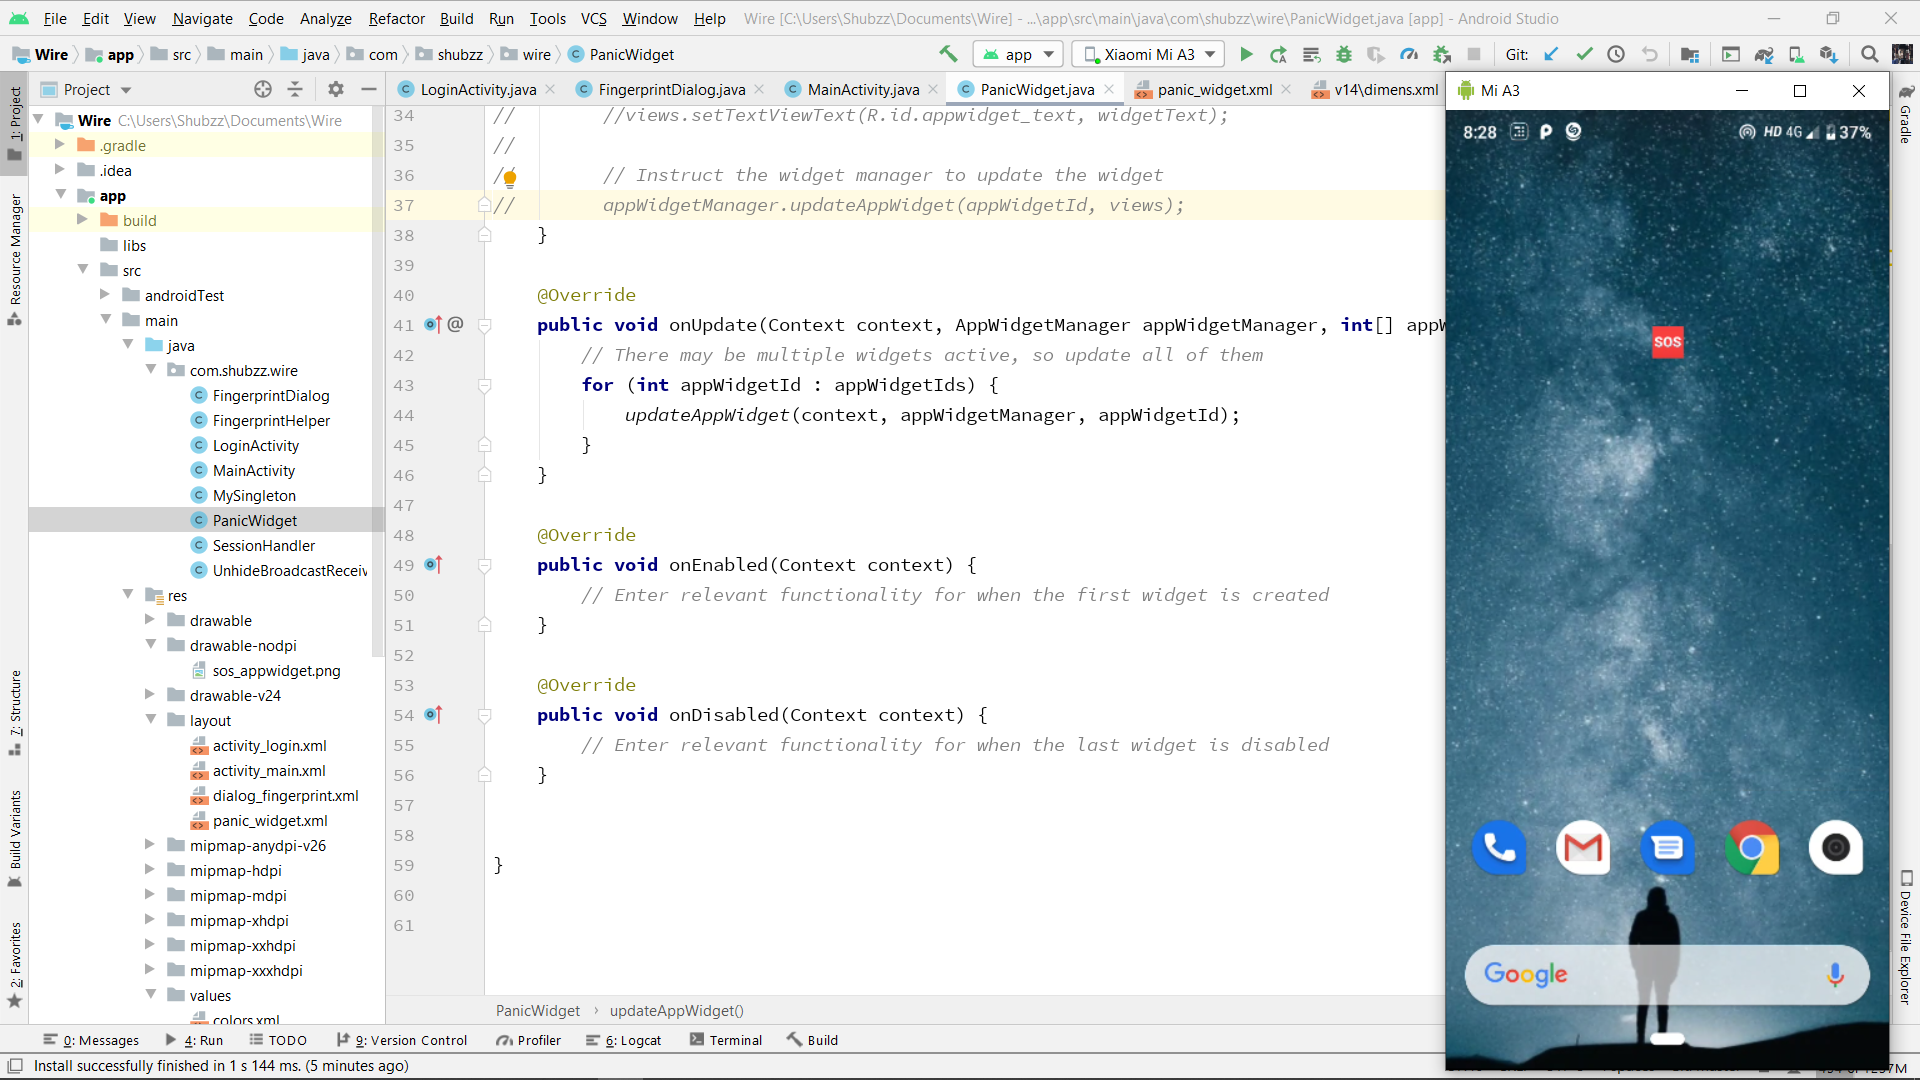 File Edit View Navigate Code Analyze Refactor Build Run Tools VCS Window Help Wire [C:\Users\Shubzz\Documents\Wire] - ...\app\src\main\java\com\shubzz\wire\PanicWidget.java [app] - Android Studio
Wire app src main java com shubzz wire PanicWidget app Xiaomi Mi A3 Git:
Project
LoginActivity.java FingerprintDialog.java MainActivity.java PanicWidget.java panic_widget.xml v14\dimens.xml
1: Project
Resource Manager
7: Structure
Build Variants
2: Favorites
Wire C:\Users\Shubzz\Documents\Wire
.gradle
.idea
app
build
libs
src
androidTest
main
java
com.shubzz.wire
FingerprintDialog
FingerprintHelper
LoginActivity
MainActivity
MySingleton
PanicWidget
SessionHandler
UnhideBroadcastReceiv
res
drawable
drawable-nodpi
sos_appwidget.png
drawable-v24
layout
activity_login.xml
activity_main.xml
dialog_fingerprint.xml
panic_widget.xml
mipmap-anydpi-v26
mipmap-hdpi
mipmap-mdpi
mipmap-xhdpi
mipmap-xxhdpi
mipmap-xxxhdpi
values
colors.xml
34 // //views.setTextViewText(R.id.appwidget_text, widgetText);
35 //
36 // // Instruct the widget manager to update the widget
37 // appWidgetManager.updateAppWidget(appWidgetId, views);
38 }
39
40 @Override
41 @ public void onUpdate(Context context, AppWidgetManager appWidgetManager, int[] appW
42 // There may be multiple widgets active, so update all of them
43 for (int appWidgetId : appWidgetIds) {
44 updateAppWidget(context, appWidgetManager, appWidgetId);
45 }
46 }
47
48 @Override
49 public void onEnabled(Context context) {
50 // Enter relevant functionality for when the first widget is created
51 }
52
53 @Override
54 public void onDisabled(Context context) {
55 // Enter relevant functionality for when the last widget is disabled
56 }
57
58
59 }
60
61
PanicWidget › updateAppWidget()
Mi A3
8:28 HD 4G 37%
SOS
Google
Gradle
Device File Explorer
0: Messages 4: Run TODO 9: Version Control Profiler 6: Logcat Terminal Build
Install successfully finished in 1 s 144 ms. (5 minutes ago)